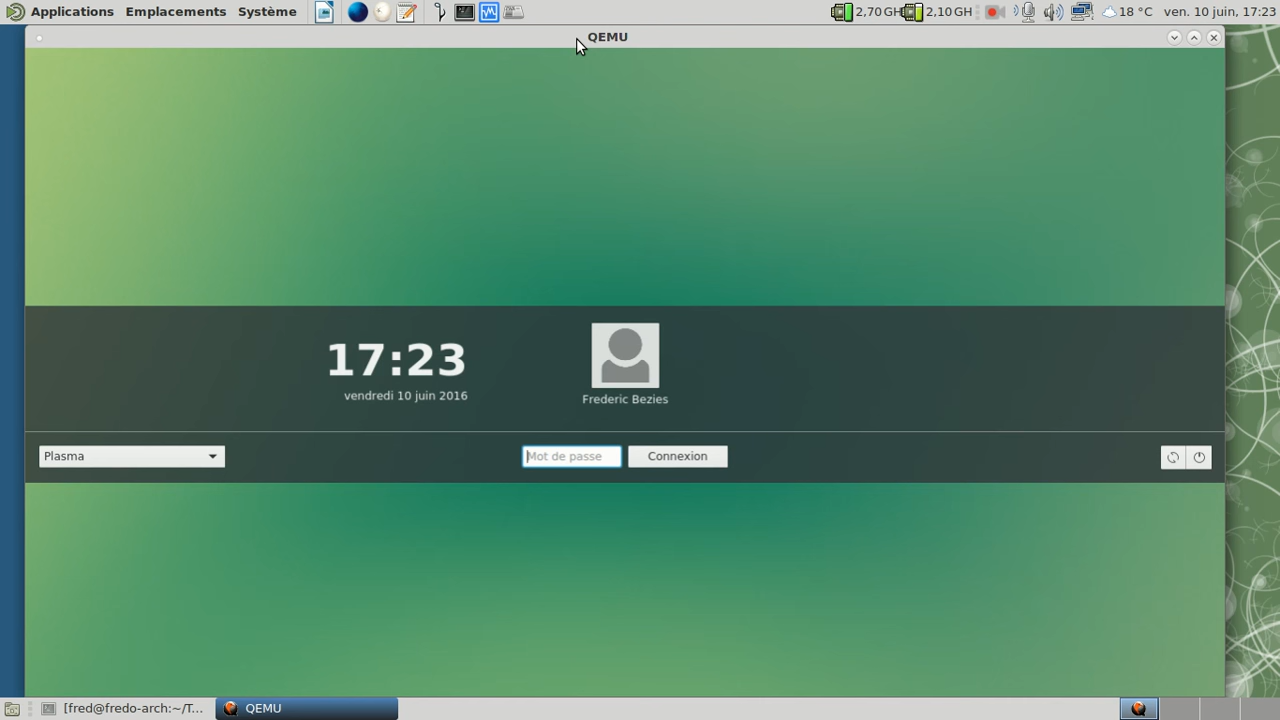 Applications Emplacements Système 2,70 GH 2,10 GH 18 °C ven. 10 juin, 17:23
QEMU
17:23
vendredi 10 juin 2016
Frederic Bezies
Plasma Mot de passe Connexion
[fred@fredo-arch:~/T... QEMU